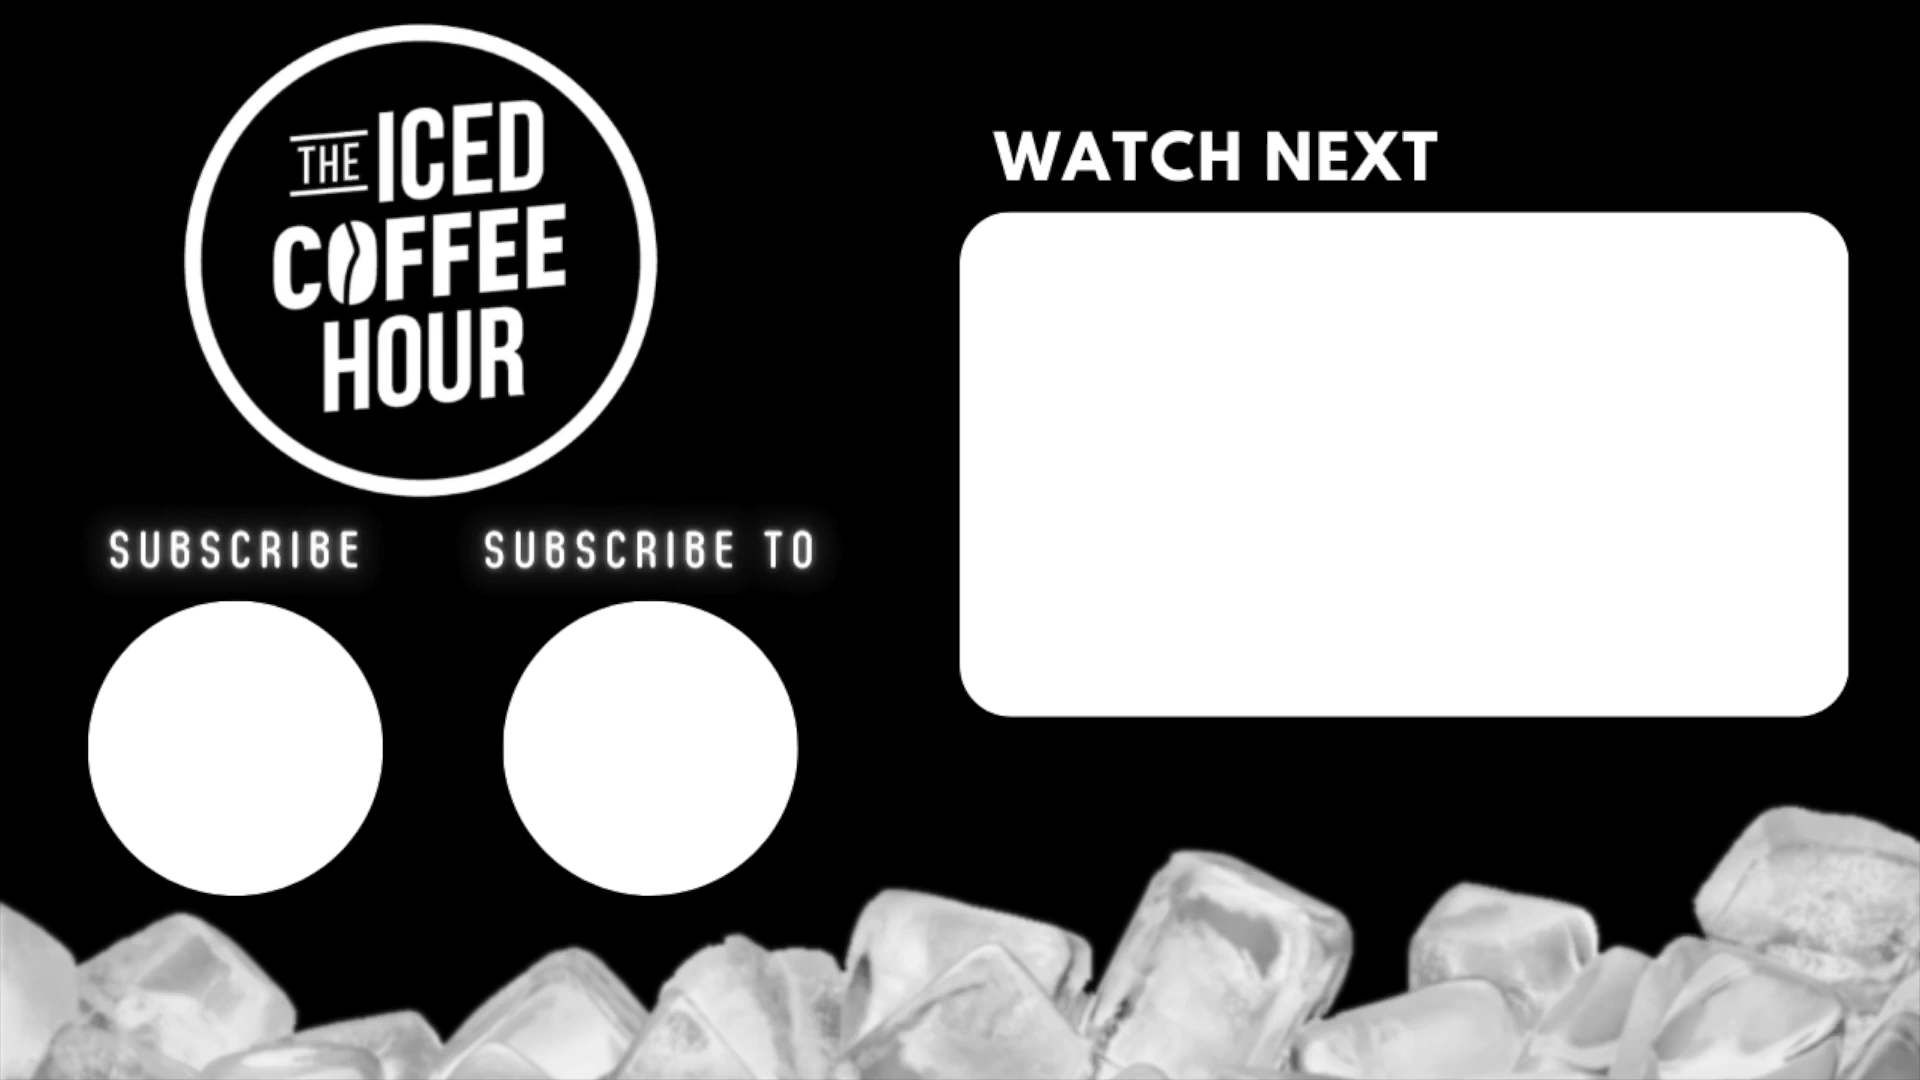 THE ICED
COFFEE
HOUR
SUBSCRIBE
SUBSCRIBE TO
WATCH NEXT